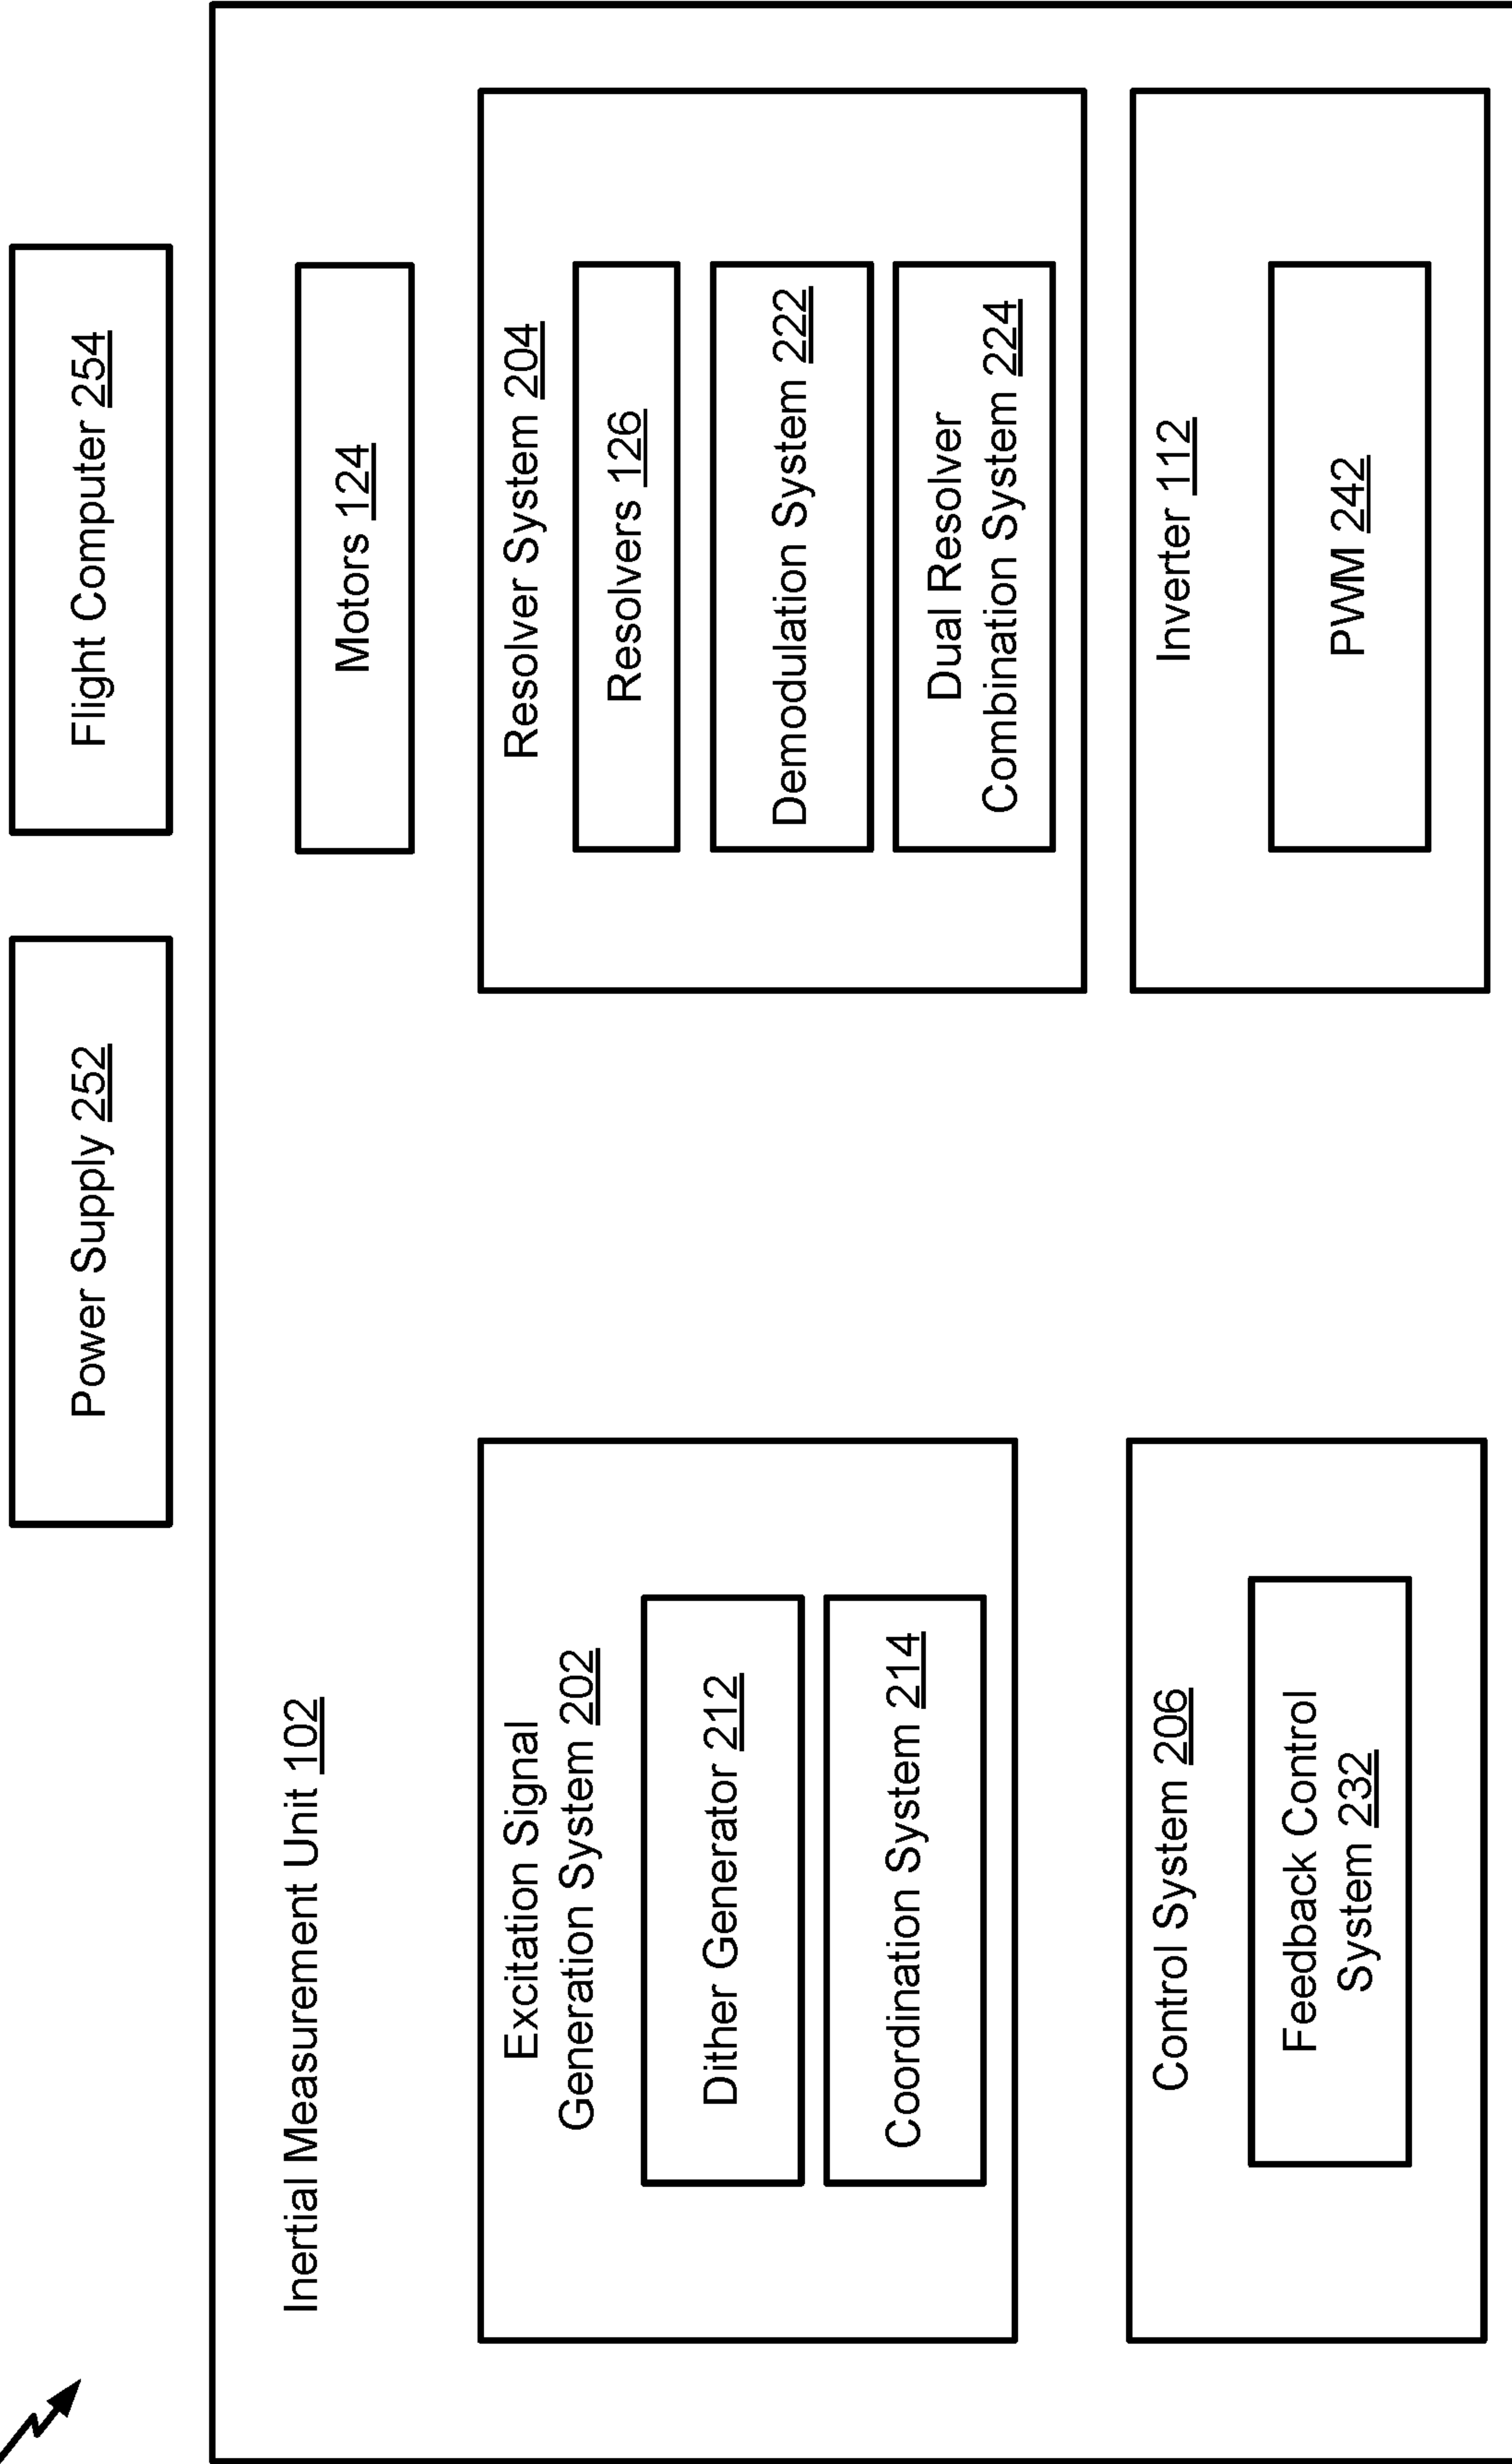 Power Supply 252
Flight Computer 254
Inertial Measurement Unit 102
Motors 124
Excitation Signal
Generation System 202
Dither Generator 212
Coordination System 214
Resolver System 204
Resolvers 126
Demodulation System 222
Dual Resolver
Combination System 224
Control System 206
Feedback Control
System 232
Inverter 112
PWM 242